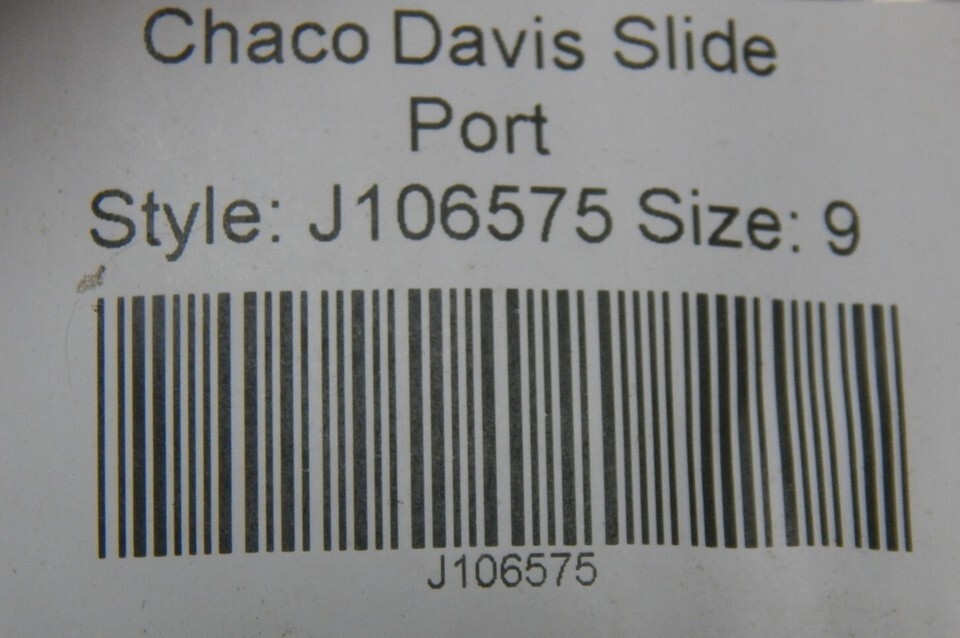 Chaco Davis Slide
Port
Style: J106575 Size: 9
J106575